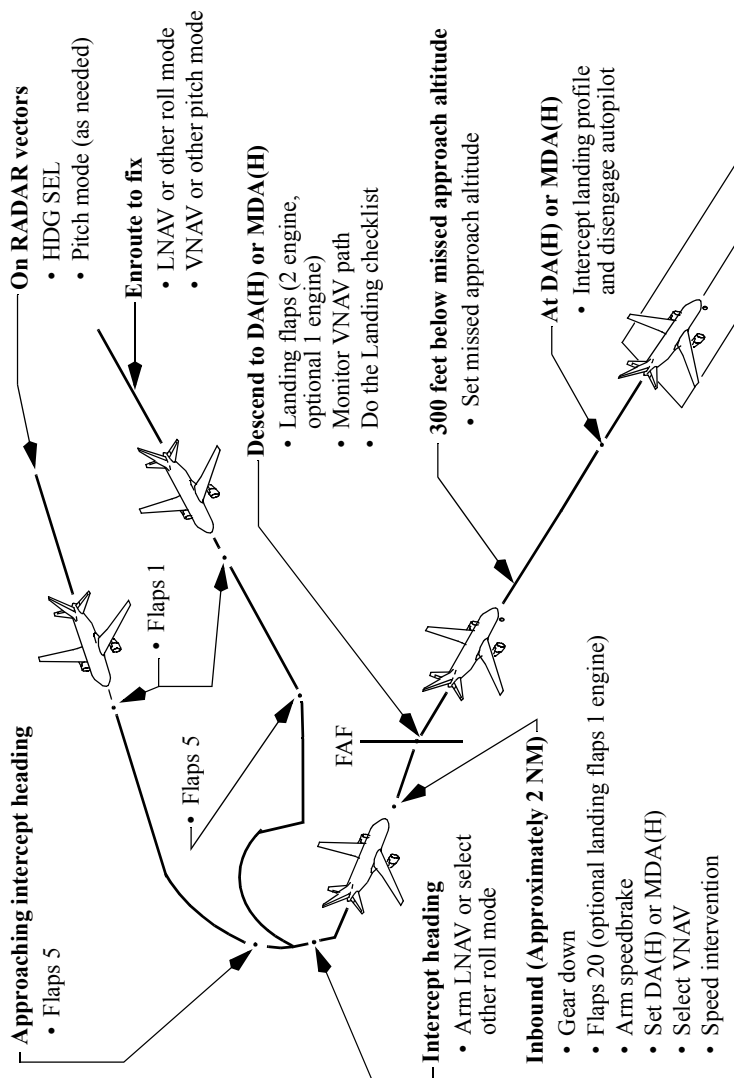 Approaching intercept heading
• Flaps 5
On RADAR vectors
• HDG SEL
• Pitch mode (as needed)
• Flaps 1
Enroute to fix
• LNAV or other roll mode
• VNAV or other pitch mode
• Flaps 5
Intercept heading
• Arm LNAV or select
other roll mode
FAF
Descend to DA(H) or MDA(H)
• Landing flaps (2 engine,
optional 1 engine)
• Monitor VNAV path
• Do the Landing checklist
Inbound (Approximately 2 NM)
• Gear down
• Flaps 20 (optional landing flaps 1 engine)
• Arm speedbrake
• Set DA(H) or MDA(H)
• Select VNAV
• Speed intervention
300 feet below missed approach altitude
• Set missed approach altitude
At DA(H) or MDA(H)
• Intercept landing profile
and disengage autopilot